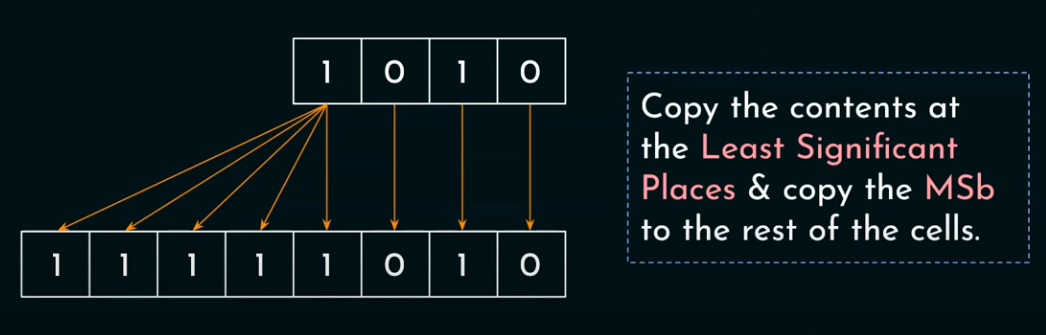 1 0 1 0
Copy the contents at
the Least Significant
Places & copy the MSb
to the rest of the cells.
1 1 1 1 1 0 1 0